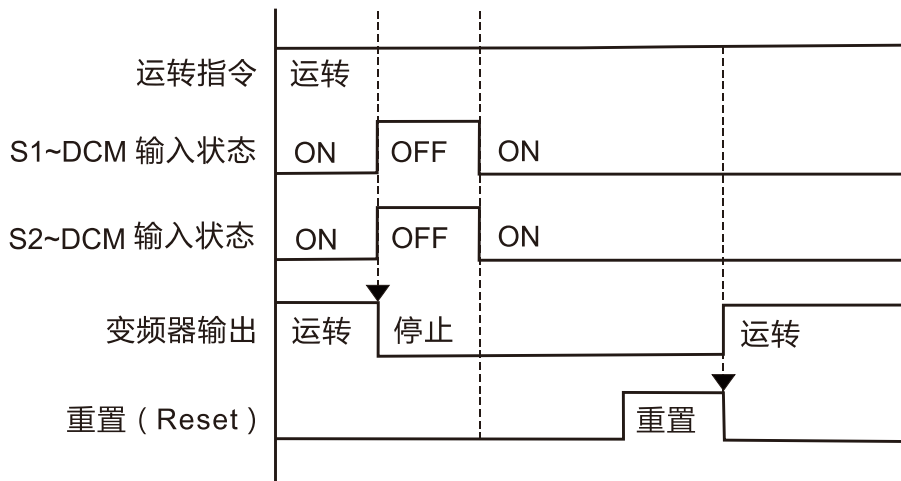 运转指令 运转
S1~DCM 输入状态 ON OFF ON
S2~DCM 输入状态 ON OFF ON
变频器输出 运转 停止 运转
重置（Reset） 重置